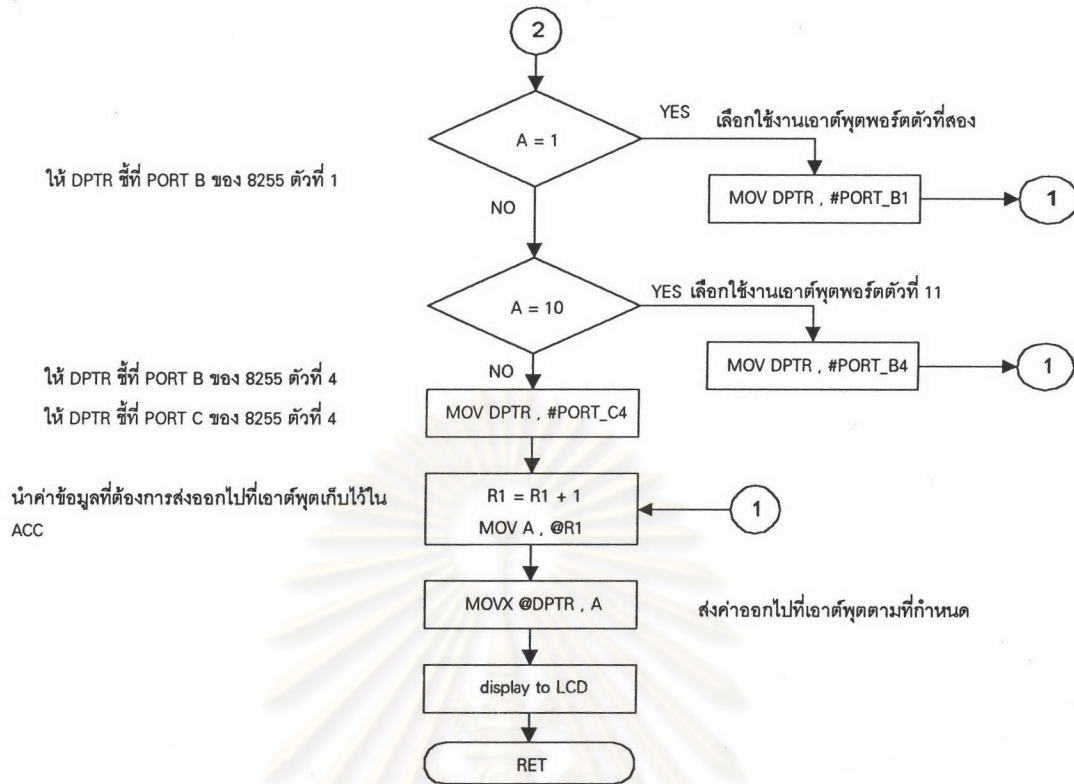 2
A = 1
YES เลือกใช้งานเอาต์พุตพอร์ตตัวที่สอง
ให้ DPTR ชี้ที่ PORT B ของ 8255 ตัวที่ 1
MOV DPTR , #PORT_B1
1
NO
A = 10
YES เลือกใช้งานเอาต์พุตพอร์ตตัวที่ 11
MOV DPTR , #PORT_B4
1
ให้ DPTR ชี้ที่ PORT B ของ 8255 ตัวที่ 4
NO
ให้ DPTR ชี้ที่ PORT C ของ 8255 ตัวที่ 4
MOV DPTR , #PORT_C4
นำค่าข้อมูลที่ต้องการส่งออกไปที่เอาต์พุตเก็บไว้ใน
ACC
R1 = R1 + 1
MOV A , @R1
1
MOVX @DPTR , A
ส่งค่าออกไปที่เอาต์พุตตามที่กำหนด
display to LCD
RET